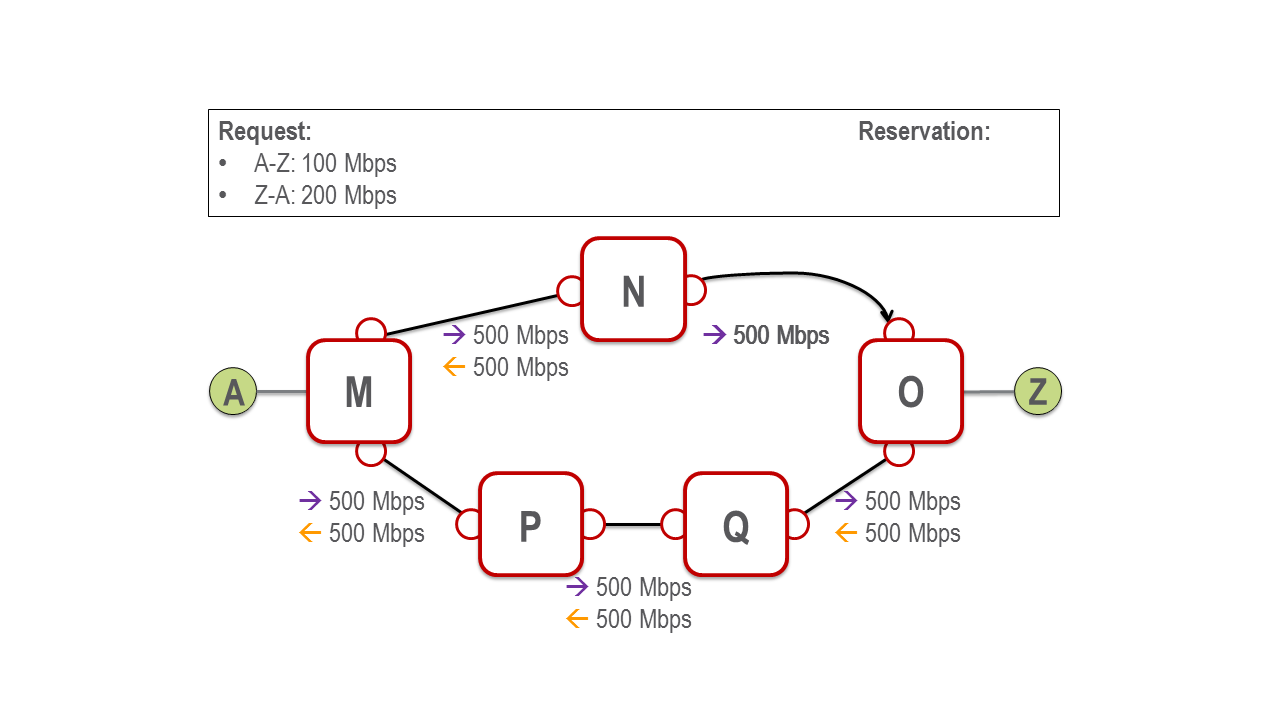 Request: Reservation:
• A-Z: 100 Mbps
• Z-A: 200 Mbps
N
→ 500 Mbps
← 500 Mbps
→ 500 Mbps
A
M
O
Z
→ 500 Mbps
← 500 Mbps
P
Q
→ 500 Mbps
← 500 Mbps
→ 500 Mbps
← 500 Mbps